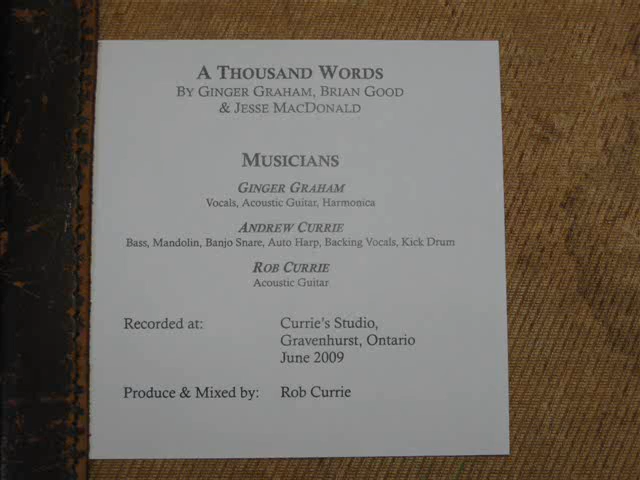 A THOUSAND WORDS
BY GINGER GRAHAM, BRIAN GOOD
& JESSE MACDONALD
MUSICIANS
GINGER GRAHAM
Vocals, Acoustic Guitar, Harmonica
ANDREW CURRIE
Bass, Mandolin, Banjo Snare, Auto Harp, Backing Vocals, Kick Drum
ROB CURRIE
Acoustic Guitar
Recorded at: Currie's Studio,
Gravenhurst, Ontario
June 2009
Produce & Mixed by: Rob Currie